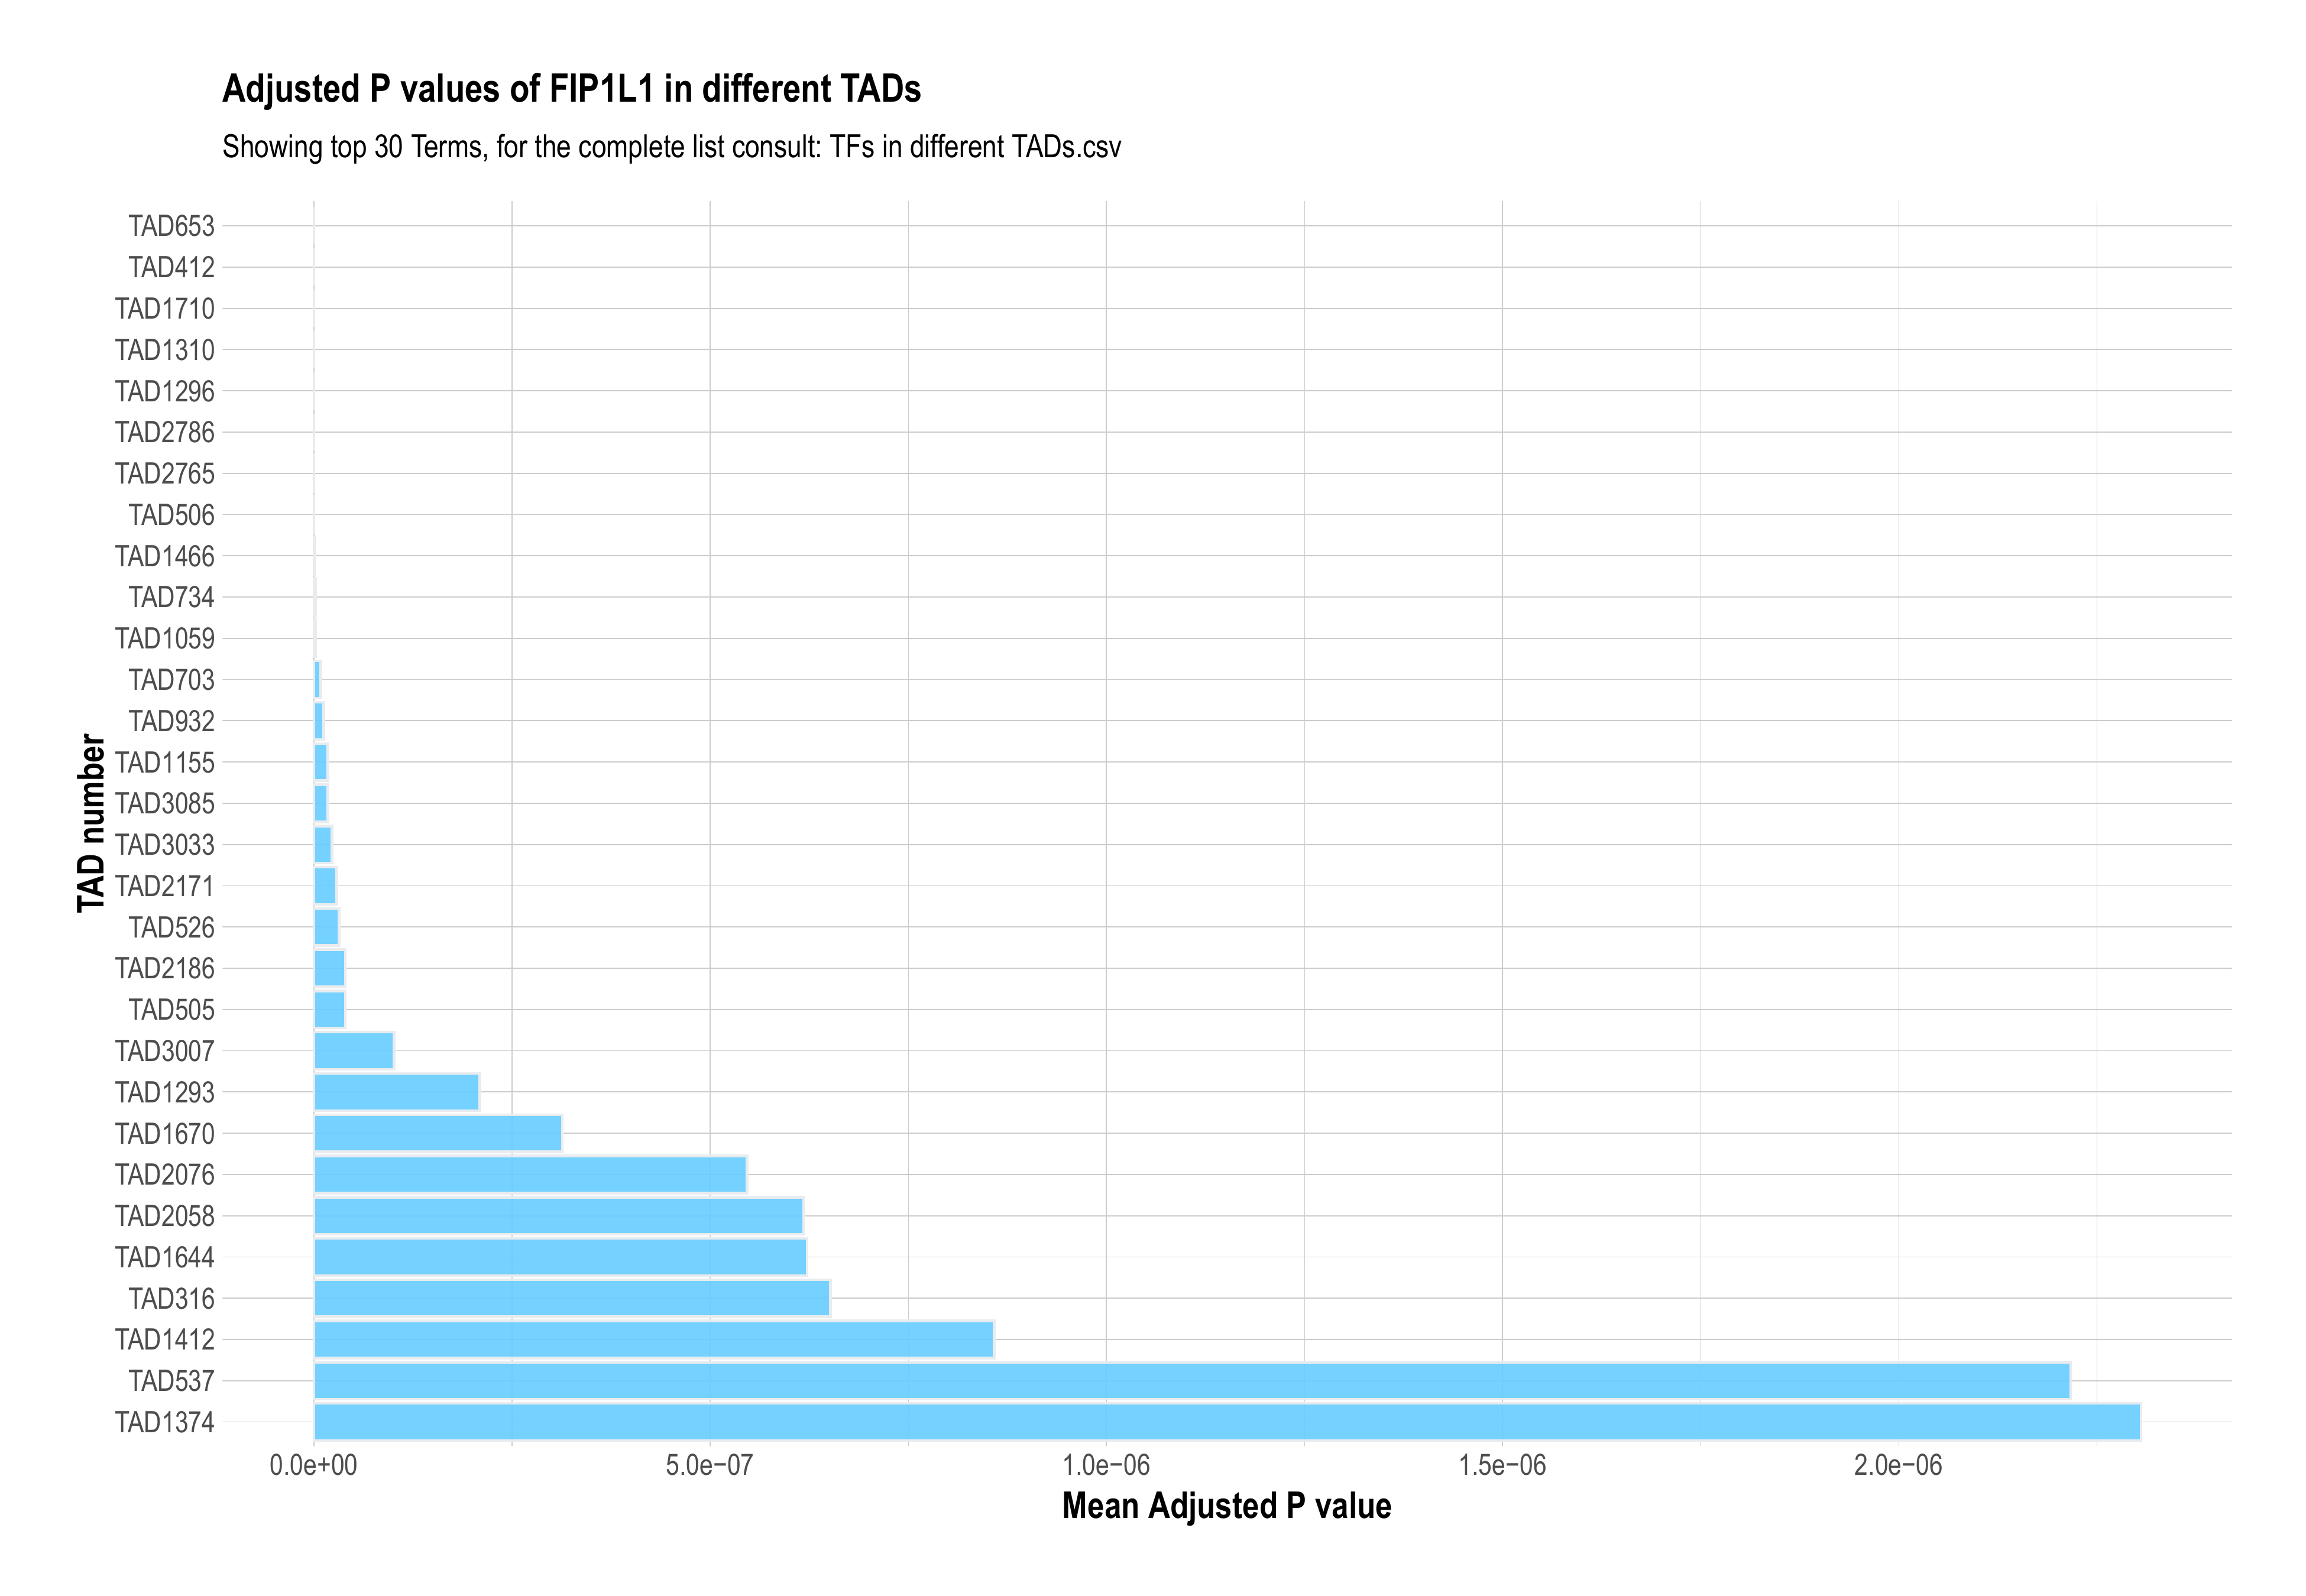 Adjusted P values of FIP1L1 in different TADs
Showing top 30 Terms, for the complete list consult: TFs in different TADs.csv
TAD number
TAD653
TAD412
TAD1710
TAD1310
TAD1296
TAD2786
TAD2765
TAD506
TAD1466
TAD734
TAD1059
TAD703
TAD932
TAD1155
TAD3085
TAD3033
TAD2171
TAD526
TAD2186
TAD505
TAD3007
TAD1293
TAD1670
TAD2076
TAD2058
TAD1644
TAD316
TAD1412
TAD537
TAD1374
0.0e+00 5.0e−07 1.0e−06 1.5e−06 2.0e−06
Mean Adjusted P value